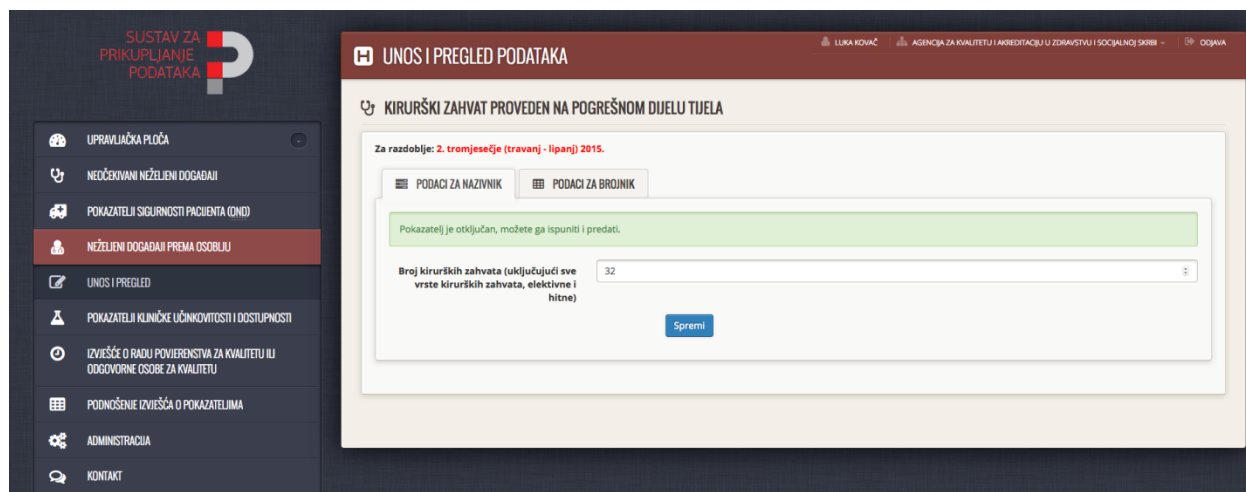 SUSTAV ZA
PRIKUPLJANJE
PODATAKA
UPRAVLJAČKA PLOČA
NEOČEKIVANI NEŽELJENI DOGAĐAJI
POKAZATELJI SIGURNOSTI PACIJENTA (QND)
NEŽELJENI DOGAĐAJI PREMA OSOBLJU
UNOS I PREGLED
POKAZATELJI KLINIČKE UČINKOVITOSTI I DOSTUPNOSTI
IZVJEŠĆE O RADU POVJERENSTVA ZA KVALITETU ILI
ODGOVORNE OSOBE ZA KVALITETU
PODNOŠENJE IZVJEŠĆA O POKAZATELJIMA
ADMINISTRACIJA
KONTAKT
H UNOS I PREGLED PODATAKA
LUKA KOVAČ AGENCIJA ZA KVALITETU I AKREDITACIJU U ZDRAVSTVU I SOCIJALNOJ SKRBI ODJAVA
KIRURŠKI ZAHVAT PROVEDEN NA POGREŠNOM DIJELU TIJELA
Za razdoblje: 2. tromjesečje (travanj - lipanj) 2015.
PODACI ZA NAZIVNIK PODACI ZA BROJNIK
Pokazatelj je otključan, možete ga ispuniti i predati.
Broj kirurških zahvata (uključujući sve 32
vrste kirurških zahvata, elektivne i
hitne)
Spremi